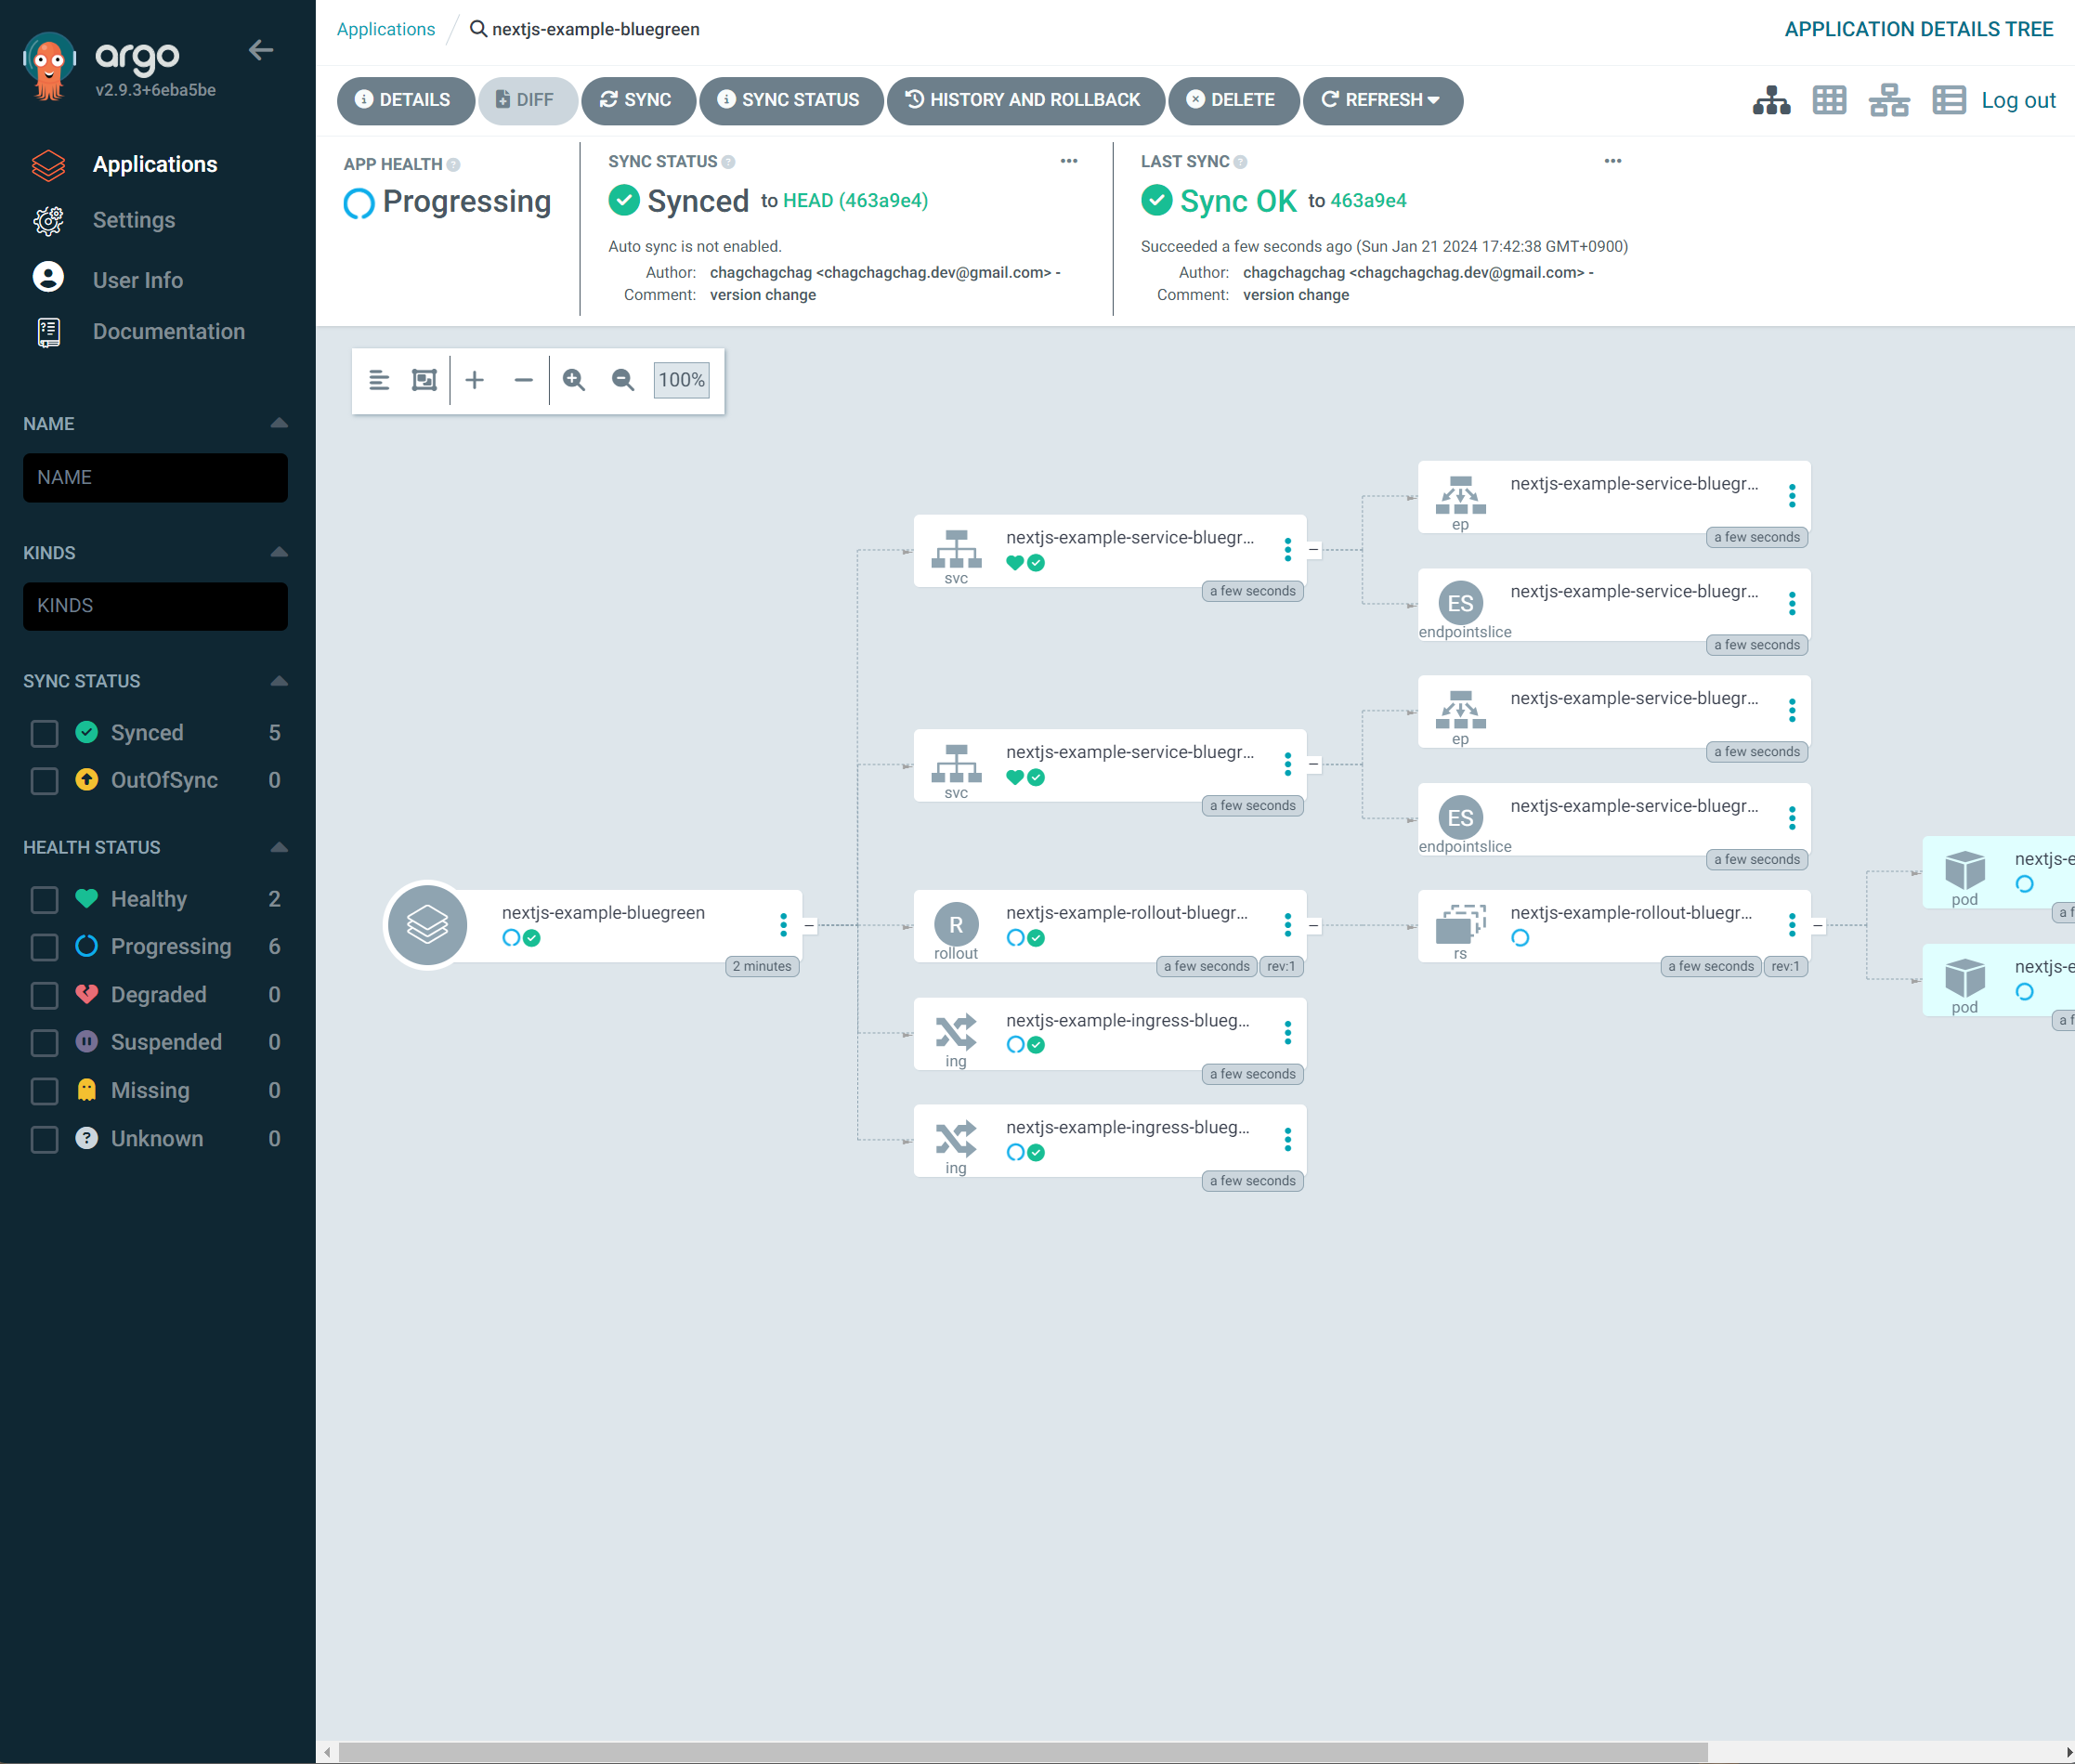 argo
v2.9.3+6eba5be
Applications
Settings
User Info
Documentation
NAME
NAME
KINDS
KINDS
SYNC STATUS
Synced 5
OutOfSync 0
HEALTH STATUS
Healthy 2
Progressing 6
Degraded 0
Suspended 0
Missing 0
Unknown 0
Applications / nextjs-example-bluegreen
APPLICATION DETAILS TREE
DETAILS DIFF SYNC SYNC STATUS HISTORY AND ROLLBACK DELETE REFRESH
Log out
APP HEALTH
Progressing
SYNC STATUS
Synced to HEAD (463a9e4)
Auto sync is not enabled.
Author: chagchagchag <chagchagchag.dev@gmail.com> -
Comment: version change
LAST SYNC
Sync OK to 463a9e4
Succeeded a few seconds ago (Sun Jan 21 2024 17:42:38 GMT+0900)
Author: chagchagchag <chagchagchag.dev@gmail.com> -
Comment: version change
100%
nextjs-example-bluegreen
2 minutes
nextjs-example-service-bluegr...
svc
a few seconds
nextjs-example-service-bluegr...
svc
a few seconds
R
nextjs-example-rollout-bluegr...
rollout
a few seconds rev:1
nextjs-example-ingress-blueg...
ing
a few seconds
nextjs-example-ingress-blueg...
ing
a few seconds
nextjs-example-service-bluegr...
ep
a few seconds
ES
nextjs-example-service-bluegr...
endpointslice
a few seconds
nextjs-example-service-bluegr...
ep
a few seconds
ES
nextjs-example-service-bluegr...
endpointslice
a few seconds
nextjs-example-rollout-bluegr...
rs
a few seconds rev:1
nextjs-e
pod
a f
nextjs-e
pod
a f